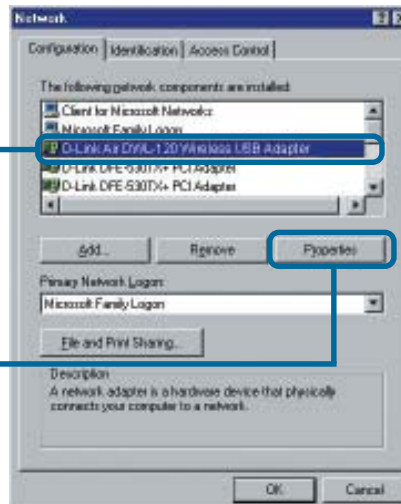 Network
Configuration Identification Access Control
The following network components are installed:
Client for Microsoft Networks
Microsoft Family Logon
D-Link Air DWL-120 Wireless USB Adapter
D-Link DFE-530TX+ PCI Adapter
D-Link DFE-530TX+ PCI Adapter
Add... Remove Properties
Primary Network Logon:
Microsoft Family Logon
File and Print Sharing...
Description
A network adapter is a hardware device that physically
connects your computer to a network.
OK Cancel